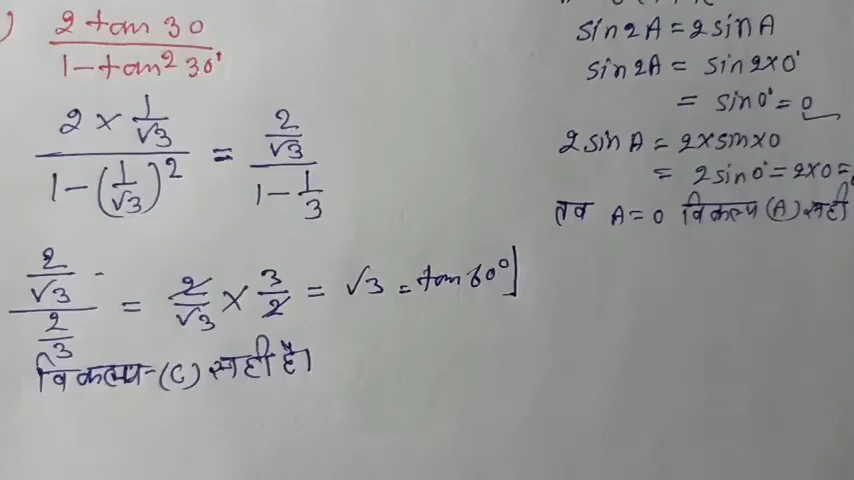 ) 2 tan 30 / 1 - tan² 30°
2 × 1/√3 / 1 - (1/√3)² = 2/√3 / 1 - 1/3
2/√3 / 2/3 = 2/√3 × 3/2 = √3 = tan 60°]
विकल्प-(C) सही है।
sin 2A = 2 sin A
sin 2A = sin 2×0°
= sin 0° = 0
2 sin A = 2 × sin × 0
= 2 sin 0° = 2×0 =
तब A = 0 विकल्प (A) सही